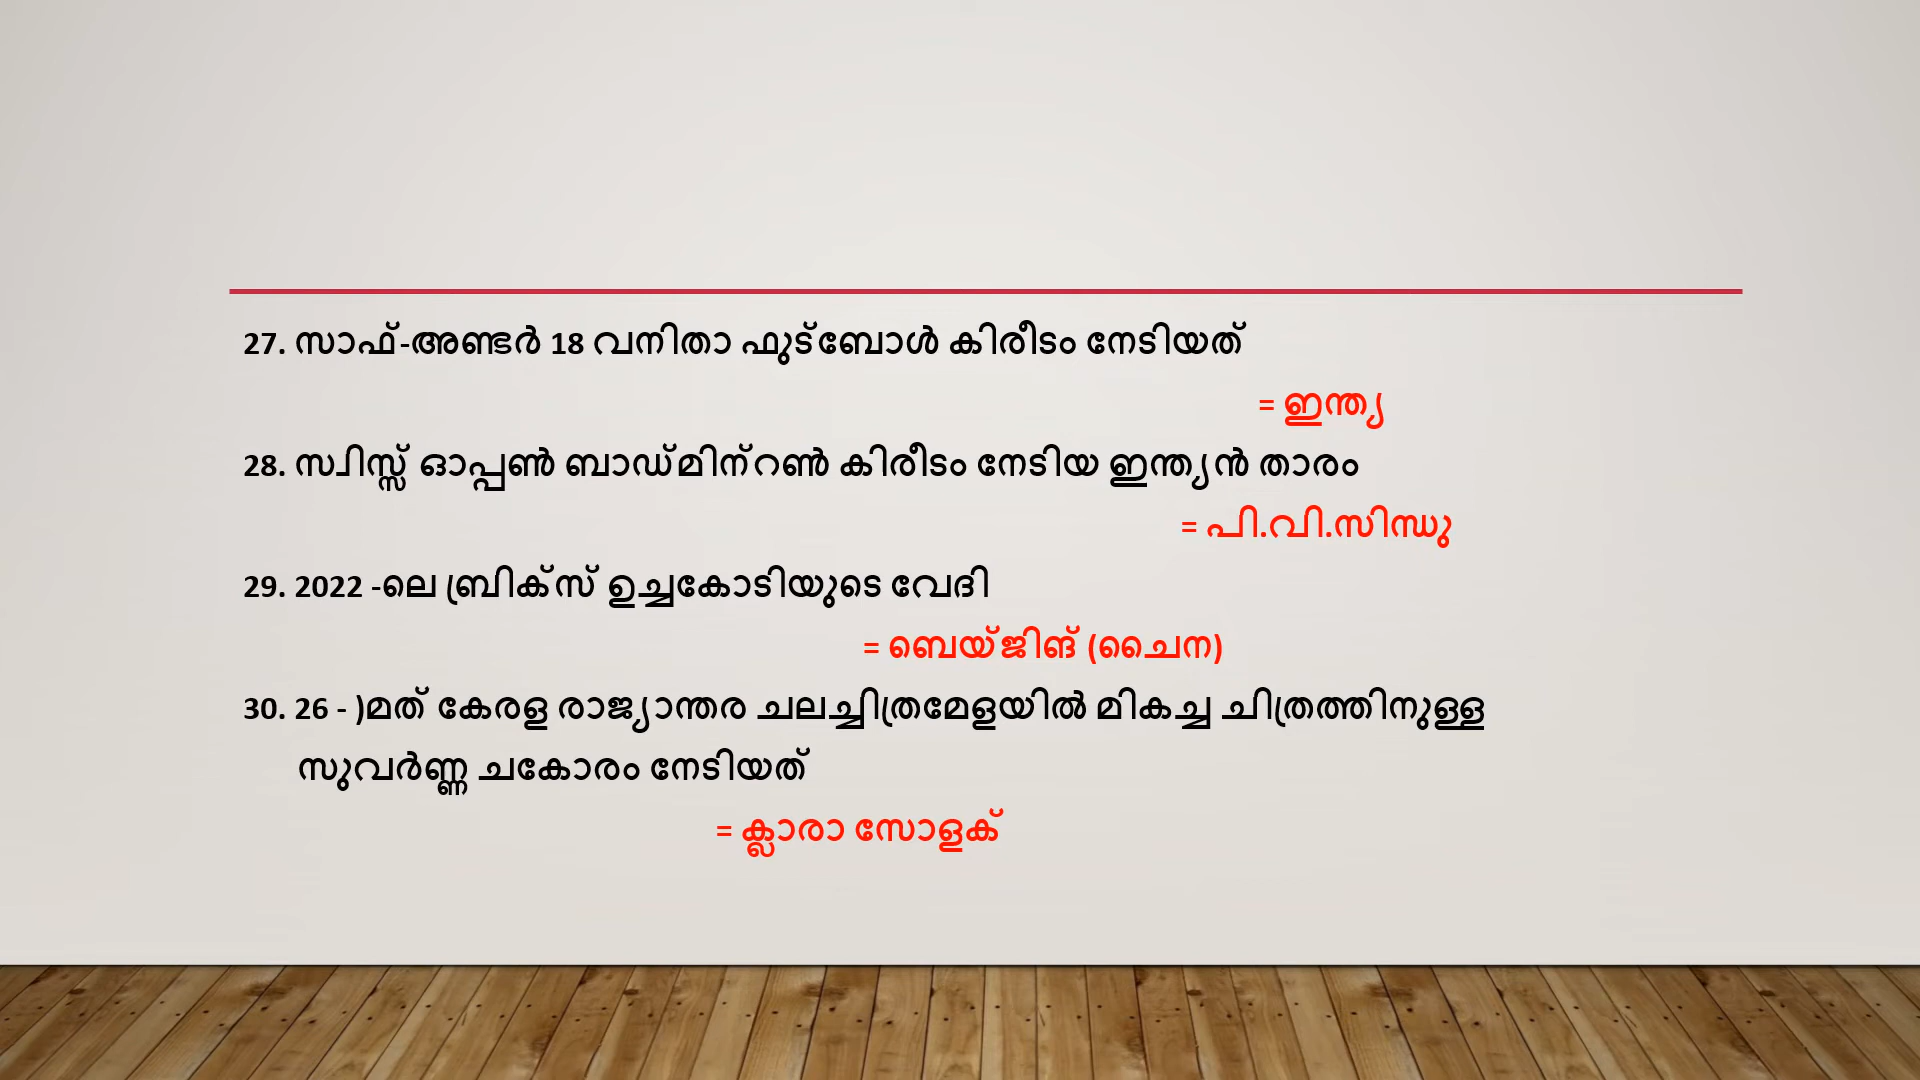 27. സാഫ്-അണ്ടർ 18 വനിതാ ഫുട്ബോൾ കിരീടം നേടിയത്
= ഇന്ത്യ
28. സ്വിസ്സ് ഓപ്പൺ ബാഡ്മിന്റൺ കിരീടം നേടിയ ഇന്ത്യൻ താരം
= പി.വി.സിന്ധു
29. 2022 -ലെ ബ്രിക്സ് ഉച്ചകോടിയുടെ വേദി
= ബെയ്ജിങ് (ചൈന)
30. 26 - )മത് കേരള രാജ്യാന്തര ചലച്ചിത്രമേളയിൽ മികച്ച ചിത്രത്തിനുള്ള
സുവർണ്ണ ചകോരം നേടിയത്
= ക്ലാരാ സോളക്